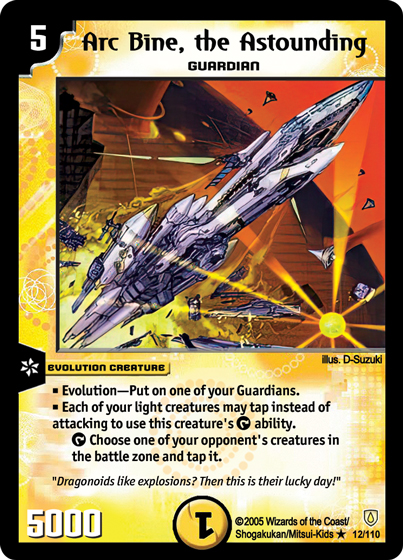 5 Arc Bine, the Astounding
GUARDIAN
illus. D-Suzuki
EVOLUTION CREATURE
▪ Evolution—Put on one of your Guardians.
▪ Each of your light creatures may tap instead of
attacking to use this creature's ability.
Choose one of your opponent's creatures in
the battle zone and tap it.
"Dragonoids like explosions? Then this is their lucky day!"
5000 1 ©2005 Wizards of the Coast/
Shogakukan/Mitsui-Kids ★ 12/110